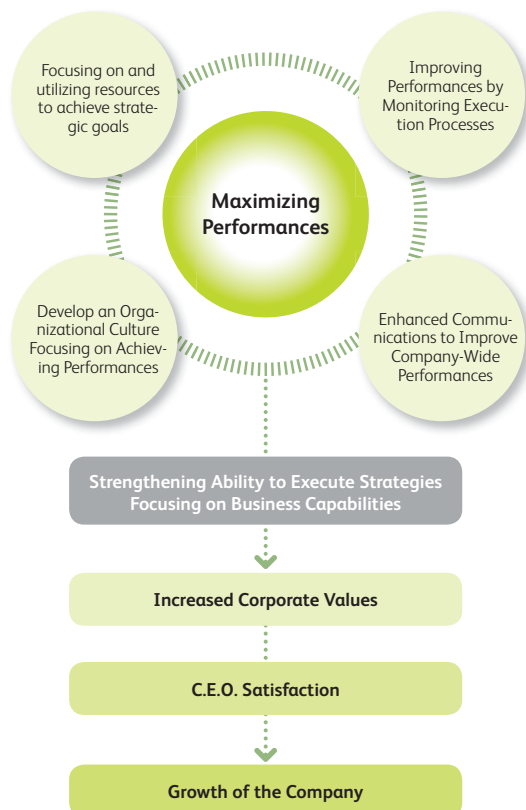 Focusing on and
utilizing resources
to achieve strate-
gic goals
Improving
Performances by
Monitoring Execu-
tion Processes
Maximizing
Performances
Develop an Orga-
nizational Culture
Focusing on Achiev-
ing Performances
Enhanced Commu-
nications to Improve
Company-Wide
Performances
Strengthening Ability to Execute Strategies
Focusing on Business Capabilities
Increased Corporate Values
C.E.O. Satisfaction
Growth of the Company